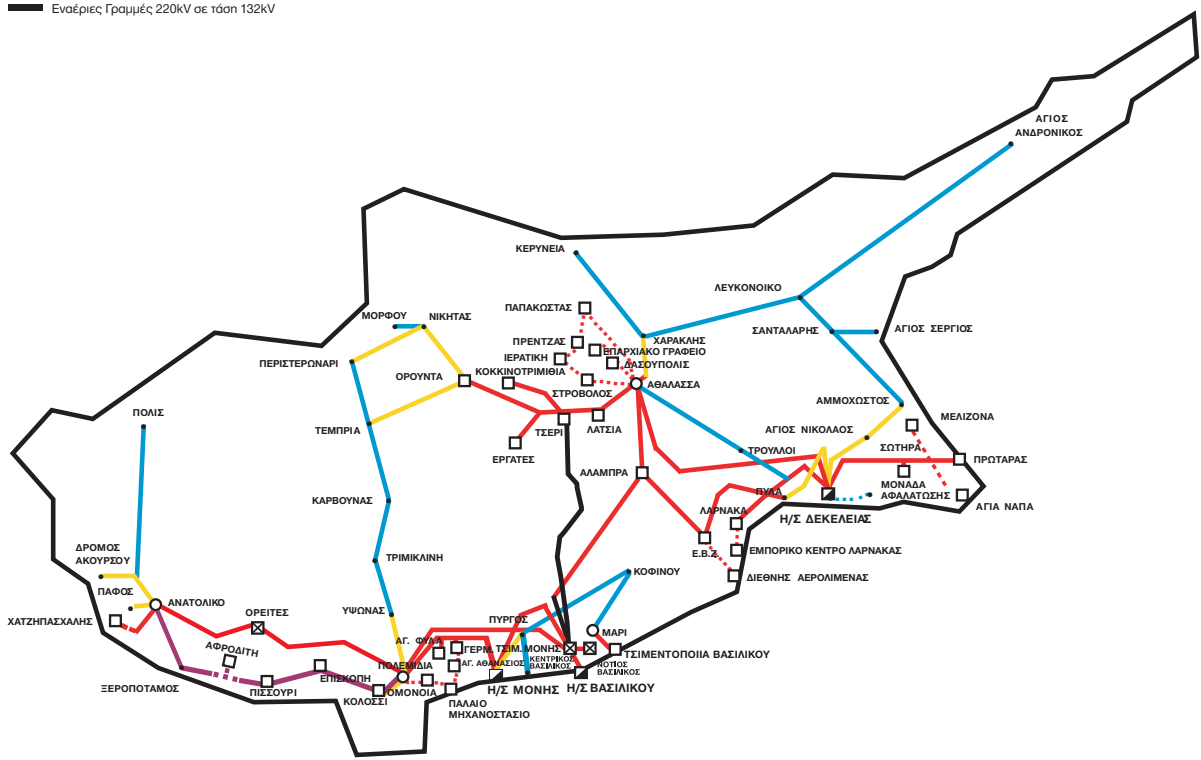 Εναέριες Γραμμές 220kV σε τάση 132kV
ΑΓΙΟΣ
ΑΝΔΡΟΝΙΚΟΣ
ΚΕΡΥΝΕΙΑ
ΛΕΥΚΟΝΟΙΚΟ
ΠΑΠΑΚΩΣΤΑΣ
ΜΟΡΦΟΥ
ΝΙΚΗΤΑΣ
ΣΑΝΤΑΛΑΡΗΣ
ΑΓΙΟΣ ΣΕΡΓΙΟΣ
ΠΡΕΝΤΖΑΣ
ΧΑΡΑΚΛΗΣ
ΕΠΑΡΧΙΑΚΟ ΓΡΑΦΕΙΟ
ΙΕΡΑΤΙΚΗ
ΔΑΣΟΥΠΟΛΙΣ
ΠΕΡΙΣΤΕΡΩΝΑΡΙ
ΚΟΚΚΙΝΟΤΡΙΜΙΘΙΑ
ΟΡΟΥΝΤΑ
ΑΘΑΛΑΣΣΑ
ΣΤΡΟΒΟΛΟΣ
ΑΜΜΟΧΩΣΤΟΣ
ΠΟΛΙΣ
ΜΕΛΙΖΟΝΑ
ΤΕΜΠΡΙΑ
ΤΣΕΡΙ
ΛΑΤΣΙΑ
ΑΓΙΟΣ ΝΙΚΟΛΑΟΣ
ΤΡΟΥΛΛΟΙ
ΣΩΤΗΡΑ
ΕΡΓΑΤΕΣ
ΠΡΩΤΑΡΑΣ
ΑΛΑΜΠΡΑ
ΜΟΝΑΔΑ
ΑΦΑΛΑΤΩΣΗΣ
ΠΥΛΑ
ΚΑΡΒΟΥΝΑΣ
ΑΓΙΑ ΝΑΠΑ
ΛΑΡΝΑΚΑ
Η/Σ ΔΕΚΕΛΕΙΑΣ
ΔΡΟΜΟΣ
ΑΚΟΥΡΣΟΥ
Ε.Β.Ζ.
ΕΜΠΟΡΙΚΟ ΚΕΝΤΡΟ ΛΑΡΝΑΚΑΣ
ΤΡΙΜΙΚΛΙΝΗ
ΚΟΦΙΝΟΥ
ΔΙΕΘΝΗΣ ΑΕΡΟΛΙΜΕΝΑΣ
ΠΑΦΟΣ
ΑΝΑΤΟΛΙΚΟ
ΟΡΕΙΤΕΣ
ΥΨΩΝΑΣ
ΧΑΤΖΗΠΑΣΧΑΛΗΣ
ΠΥΡΓΟΣ
ΜΑΡΙ
ΑΓ. ΦΥΛΑ
ΑΦΡΟΔΙΤΗ
ΓΕΡΜ.
ΤΣΙΜ.ΜΟΝΗΣ
ΤΣΙΜΕΝΤΟΠΟΙΙΑ ΒΑΣΙΛΙΚΟΥ
ΠΟΛΕΜΙΔΙΑ
ΑΓ. ΑΘΑΝΑΣΙΟΣ
ΚΕΝΤΡΙΚΟΣ
ΒΑΣΙΛΙΚΟΣ
ΝΟΤΙΟΣ
ΒΑΣΙΛΙΚΟΣ
ΞΕΡΟΠΟΤΑΜΟΣ
ΠΙΣΣΟΥΡΙ
ΕΠΙΣΚΟΠΗ
ΟΜΟΝΟΙΑ
Η/Σ ΜΟΝΗΣ
Η/Σ ΒΑΣΙΛΙΚΟΥ
ΚΟΛΟΣΣΙ
ΠΑΛΑΙΟ
ΜΗΧΑΝΟΣΤΑΣΙΟ